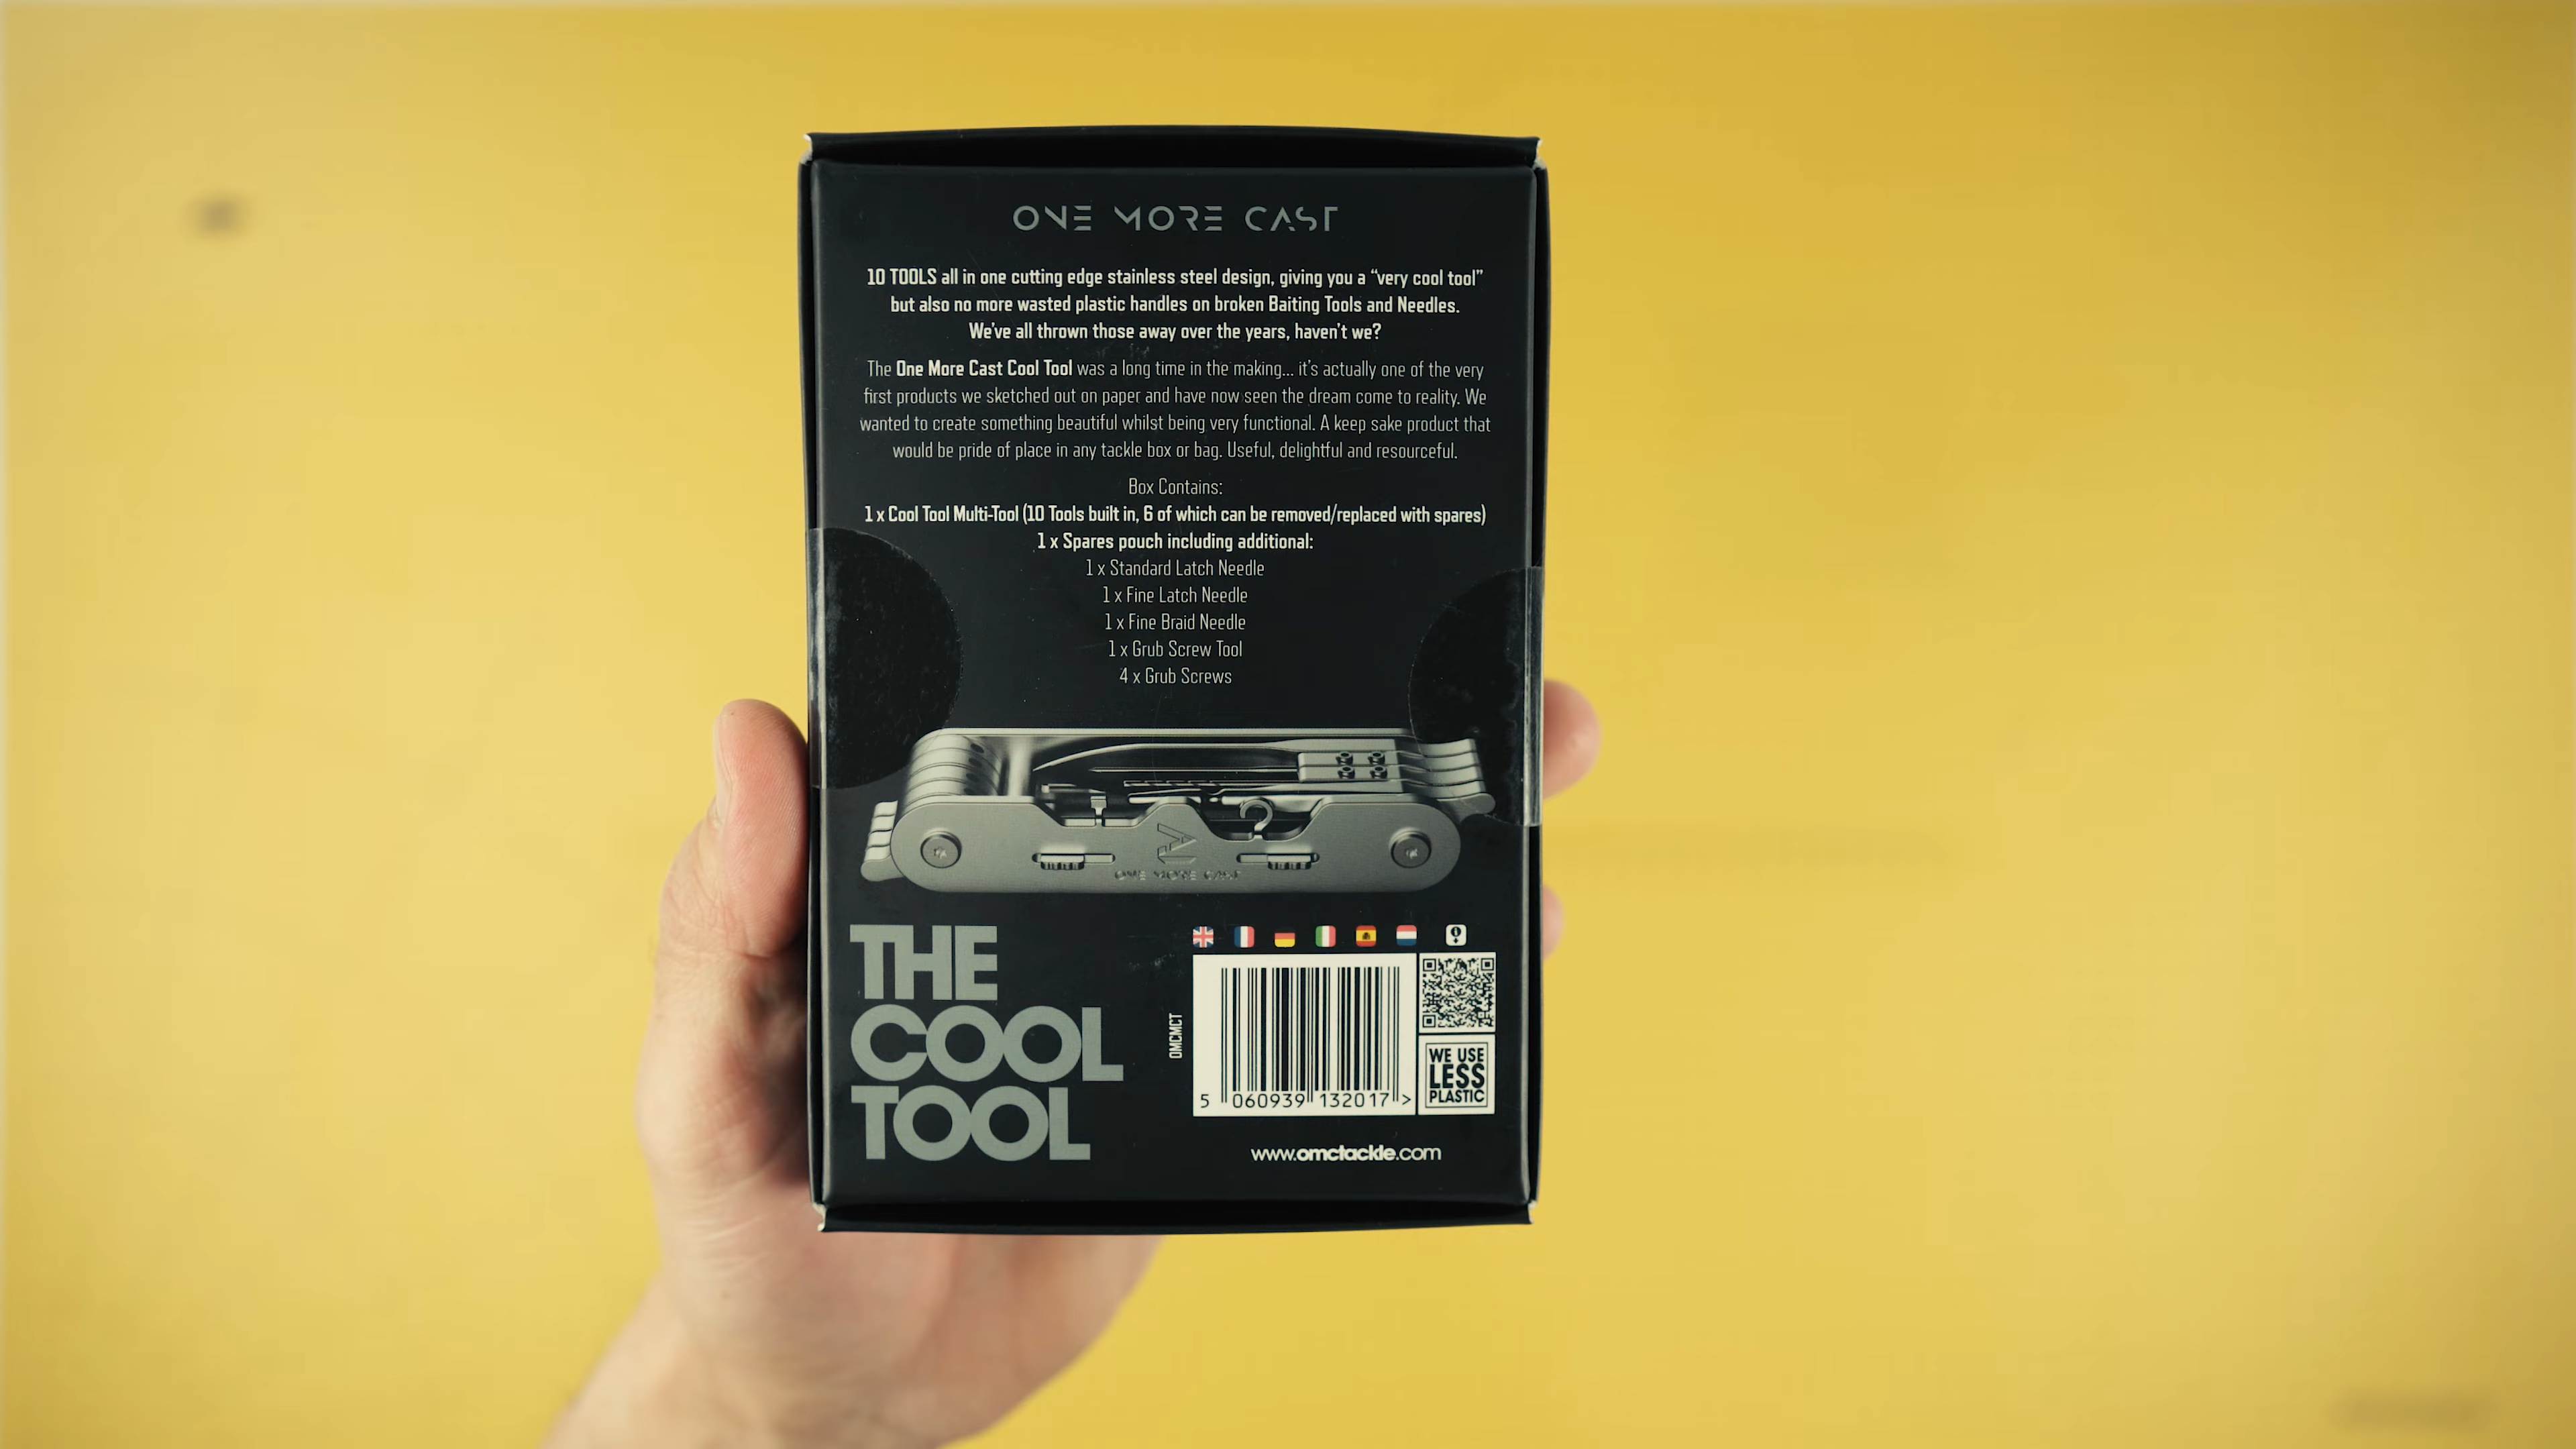 ONE MORE CAST
10 TOOLS all in one cutting edge stainless steel design, giving you a “very cool tool”
but also no more wasted plastic handles on broken Baiting Tools and Needles.
We’ve all thrown those away over the years, haven’t we?
The One More Cast Cool Tool was a long time in the making... it’s actually one of the very
first products we sketched out on paper and have now seen the dream come to reality. We
wanted to create something beautiful whilst being very functional. A keep sake product that
would be pride of place in any tackle box or bag. Useful, delightful and resourceful.
Box Contains:
1 x Cool Tool Multi-Tool (10 Tools built in, 6 of which can be removed/replaced with spares)
1 x Spares pouch including additional:
1 x Standard Latch Needle
1 x Fine Latch Needle
1 x Fine Braid Needle
1 x Grub Screw Tool
4 x Grub Screws
ONE MORE CAST
THE
COOL
TOOL
OMCMCT
5 060939 132017 >
WE USE
LESS
PLASTIC
www.omctackle.com